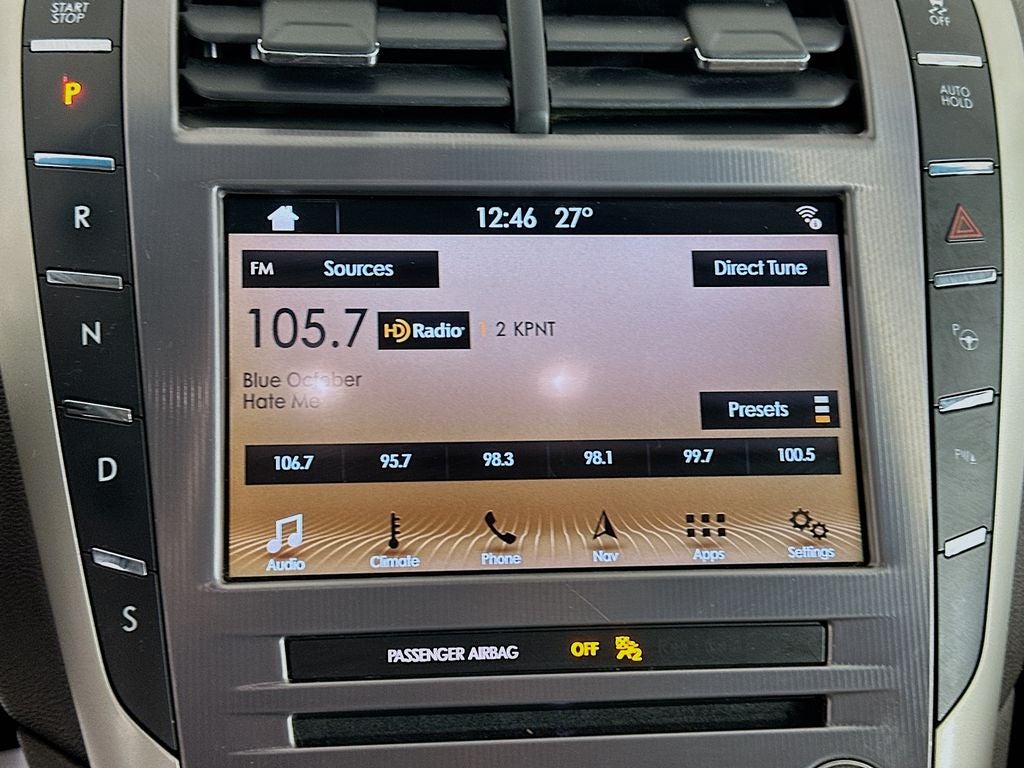 START
STOP
OFF
P
AUTO
HOLD
R
N
D
S
12:46 27°
FM Sources
Direct Tune
105.7 HD Radio 1 2 KPNT
Blue October
Hate Me
Presets
106.7 95.7 98.3 98.1 99.7 100.5
Audio Climate Phone Nav Apps Settings
P
PASSENGER AIRBAG OFF 2